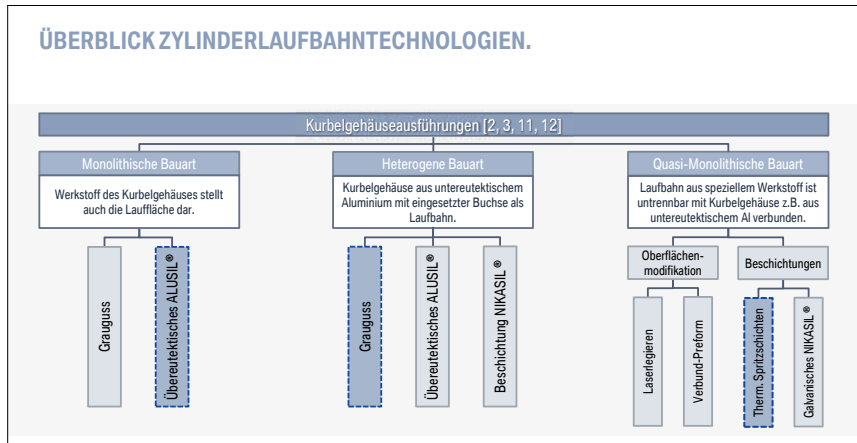 ÜBERBLICK ZYLINDERLAUFBAHNTECHNOLOGIEN.
Kurbelgehäuseausführungen [2, 3, 11, 12]
Monolithische Bauart
Werkstoff des Kurbelgehäuses stellt
auch die Lauffläche dar.
Grauguss
Übereutektisches ALUSIL®
Heterogene Bauart
Kurbelgehäuse aus untereutektischem
Aluminium mit eingesetzter Buchse als
Laufbahn.
Grauguss
Übereutektisches ALUSIL®
Beschichtung NIKASIL®
Quasi-Monolithische Bauart
Laufbahn aus speziellem Werkstoff ist
untrennbar mit Kurbelgehäuse z.B. aus
untereutektischem Al verbunden.
Oberflächen-
modifikation
Laserlegieren
Verbund-Preform
Beschichtungen
Therm. Spritzschichten
Galvanisches NIKASIL®